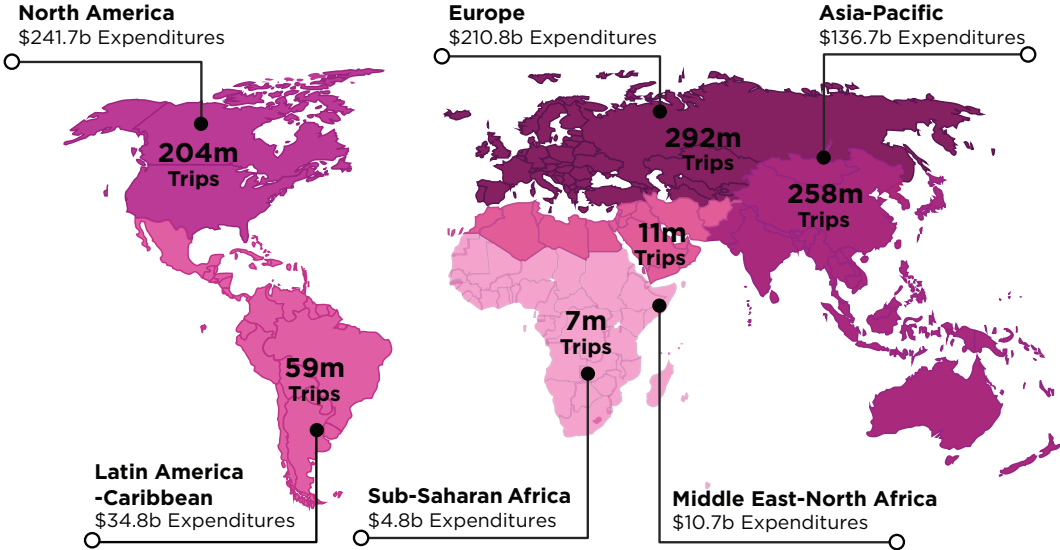 North America
$241.7b Expenditures
Europe
$210.8b Expenditures
Asia-Pacific
$136.7b Expenditures
204m
Trips
292m
Trips
258m
Trips
11m
Trips
7m
Trips
59m
Trips
Latin America
-Caribbean
$34.8b Expenditures
Sub-Saharan Africa
$4.8b Expenditures
Middle East-North Africa
$10.7b Expenditures